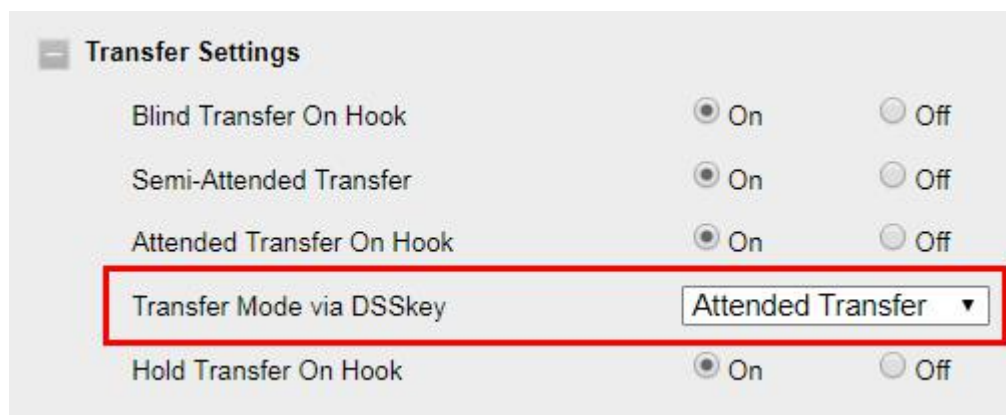 Transfer Settings
Blind Transfer On Hook On Off
Semi-Attended Transfer On Off
Attended Transfer On Hook On Off
Transfer Mode via DSSkey Attended Transfer
Hold Transfer On Hook On Off